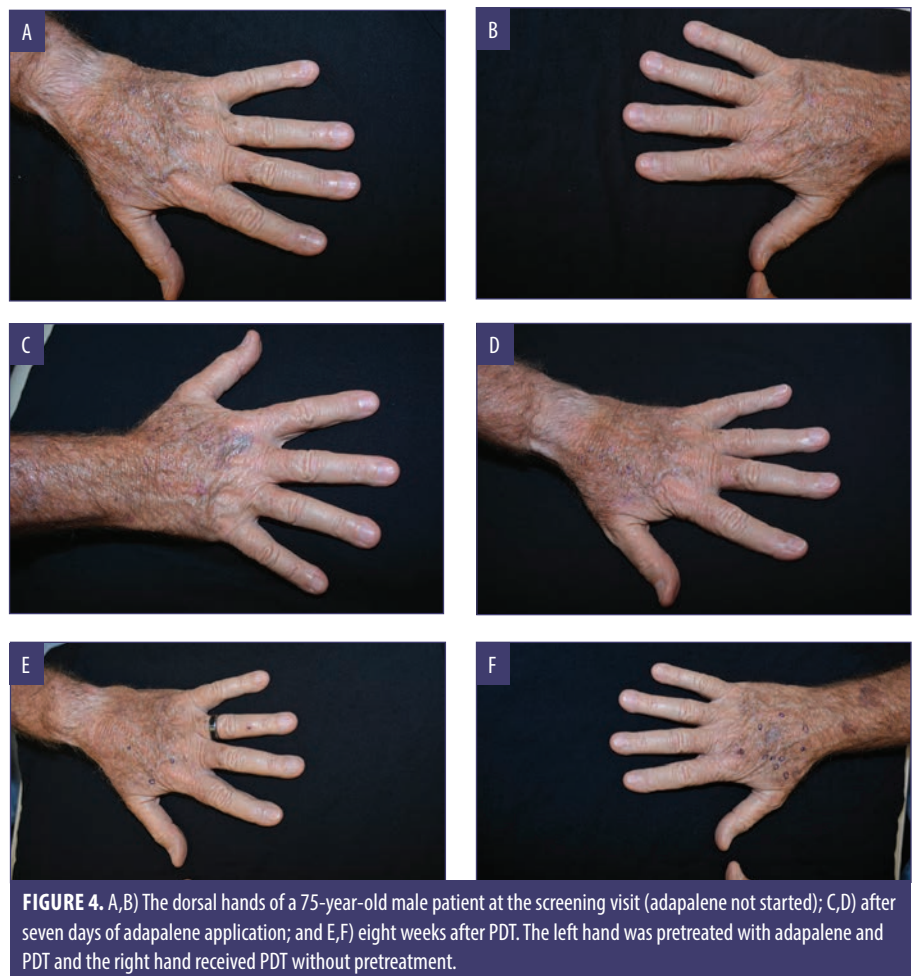 A
B
C
D
E
F
FIGURE 4. A,B) The dorsal hands of a 75-year-old male patient at the screening visit (adapalene not started); C,D) after
seven days of adapalene application; and E,F) eight weeks after PDT. The left hand was pretreated with adapalene and
PDT and the right hand received PDT without pretreatment.